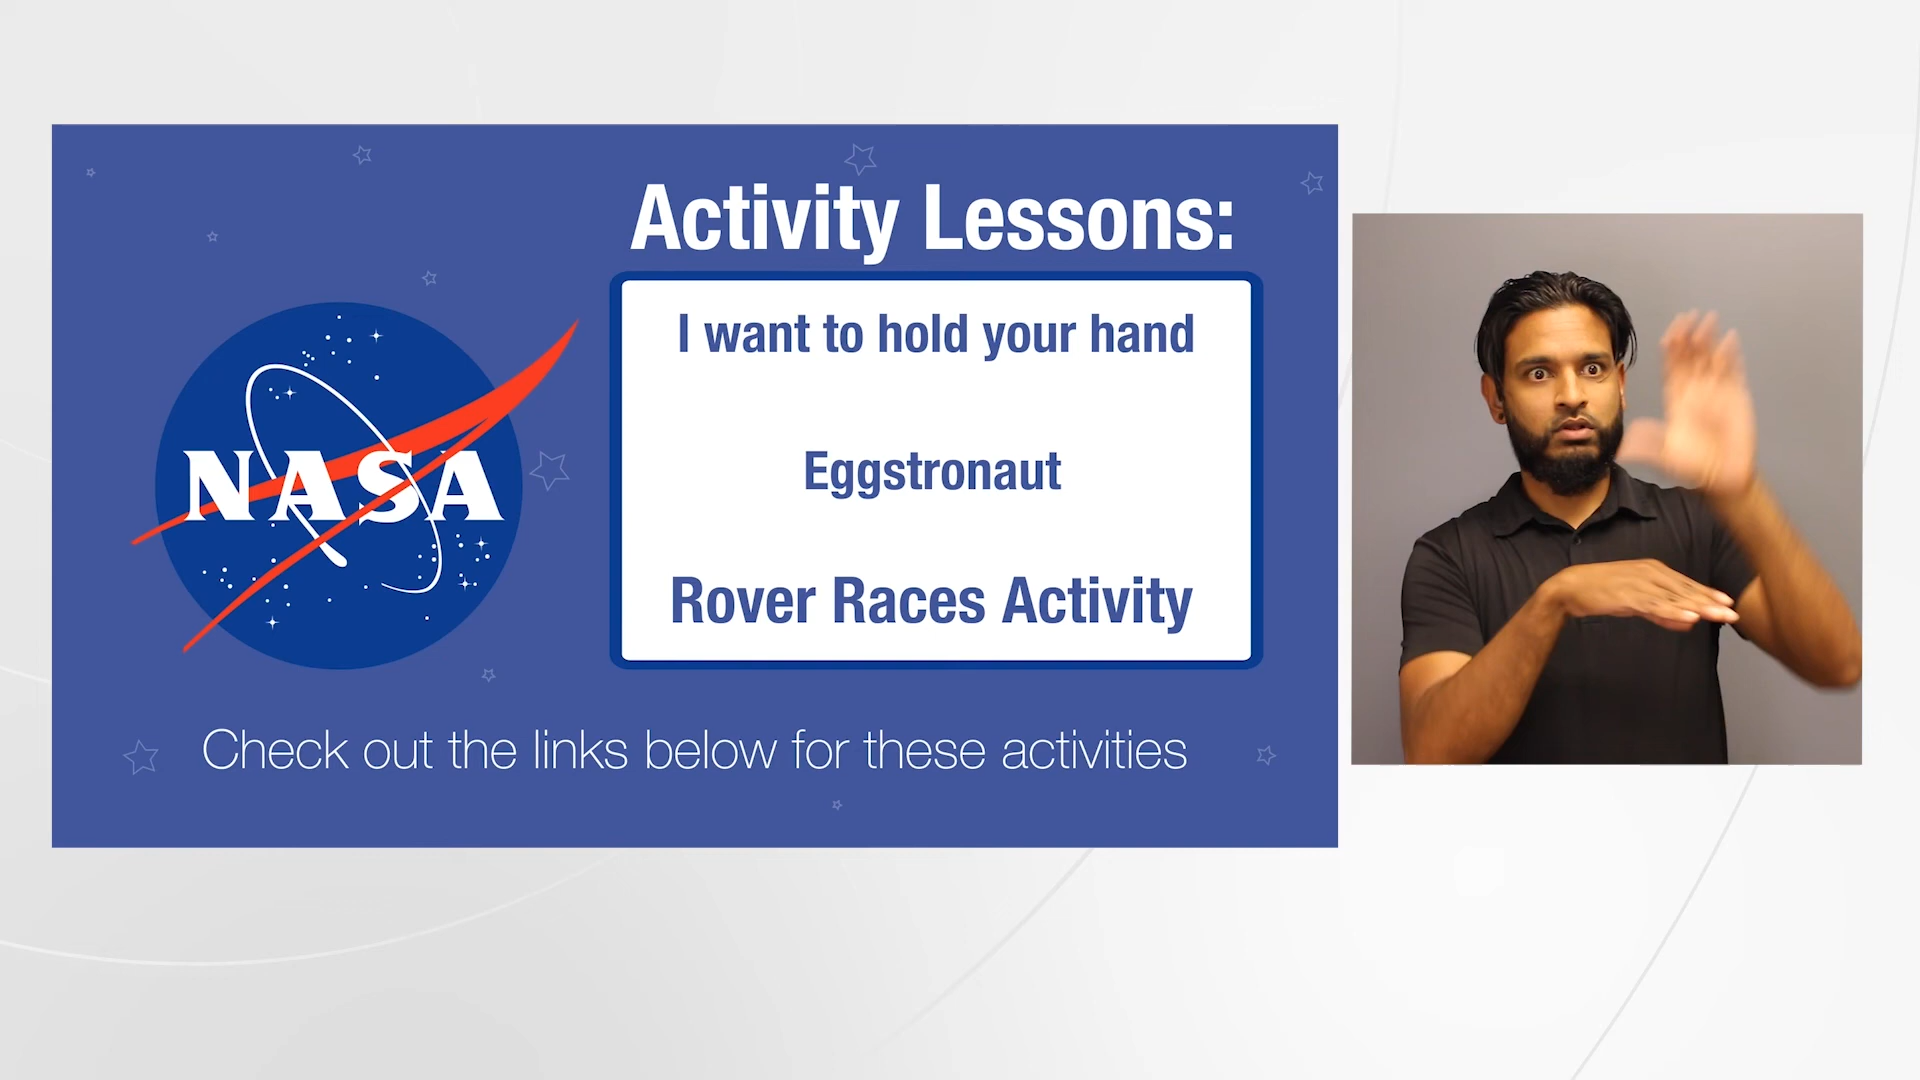 Activity Lessons:
I want to hold your hand
Eggstronaut
Rover Races Activity
NASA
Check out the links below for these activities